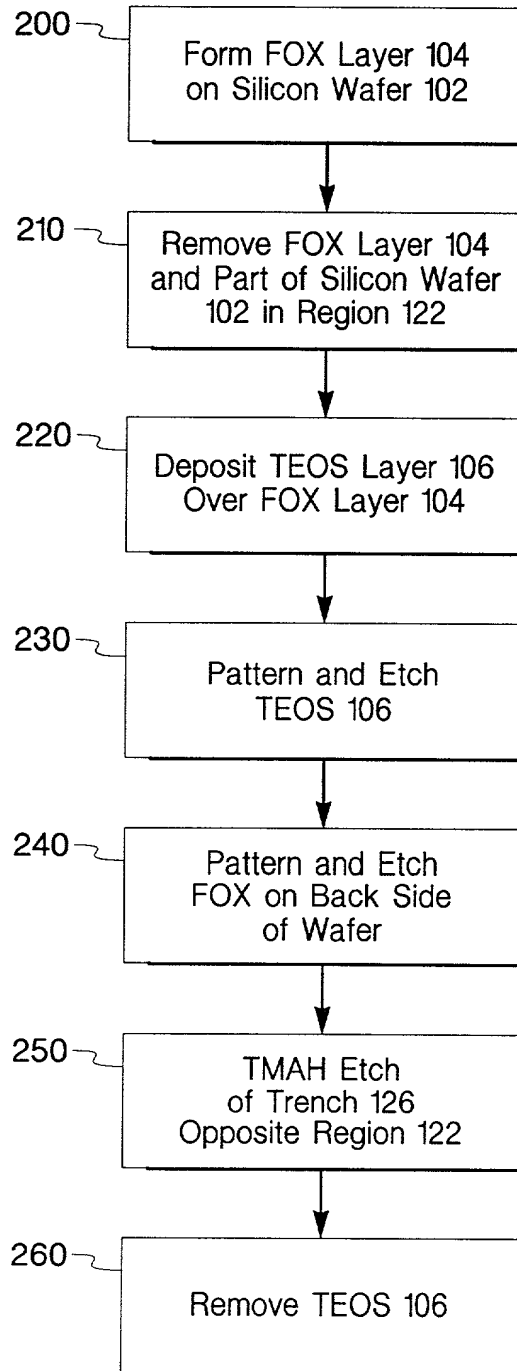 200
Form FOX Layer 104
on Silicon Wafer 102
210
Remove FOX Layer 104
and Part of Silicon Wafer
102 in Region 122
220
Deposit TEOS Layer 106
Over FOX Layer 104
230
Pattern and Etch
TEOS 106
240
Pattern and Etch
FOX on Back Side
of Wafer
250
TMAH Etch
of Trench 126
Opposite Region 122
260
Remove TEOS 106